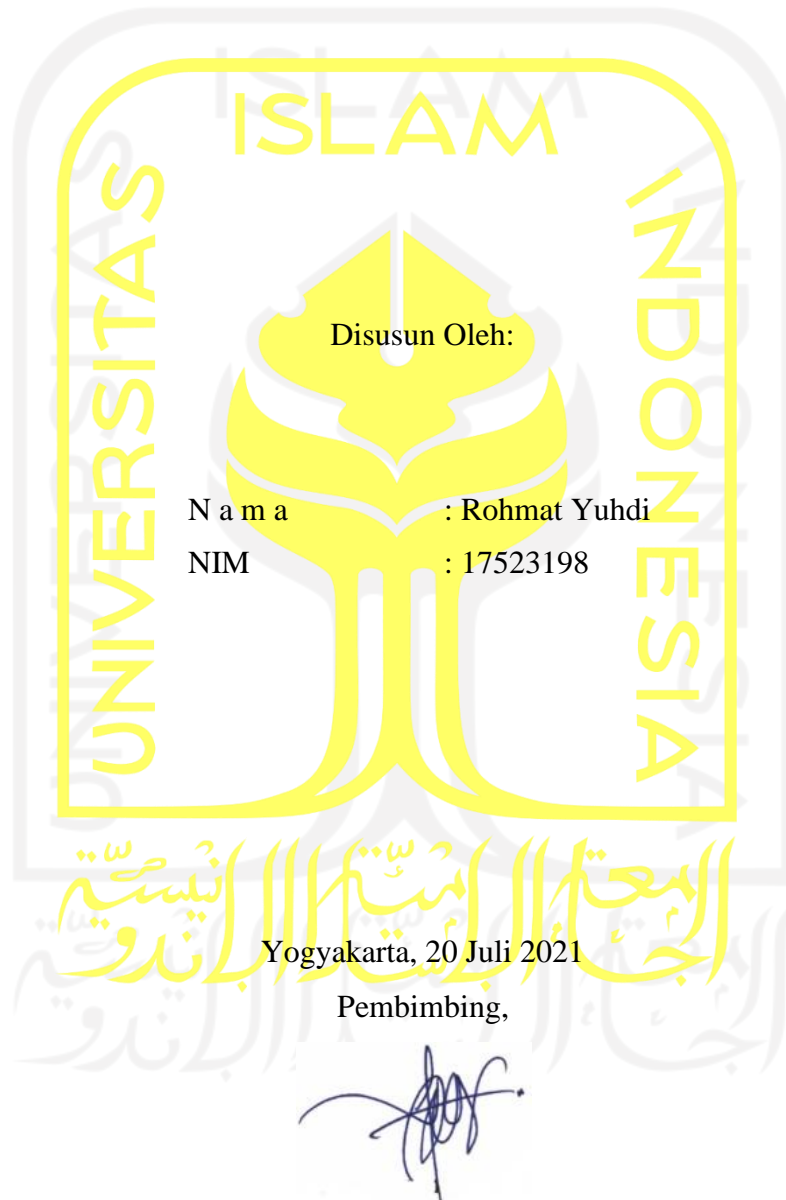 ISLAM
UNIVERSITAS
INDONESIA
Disusun Oleh:
N a m a : Rohmat Yuhdi
NIM : 17523198
Yogyakarta, 20 Juli 2021
Pembimbing,